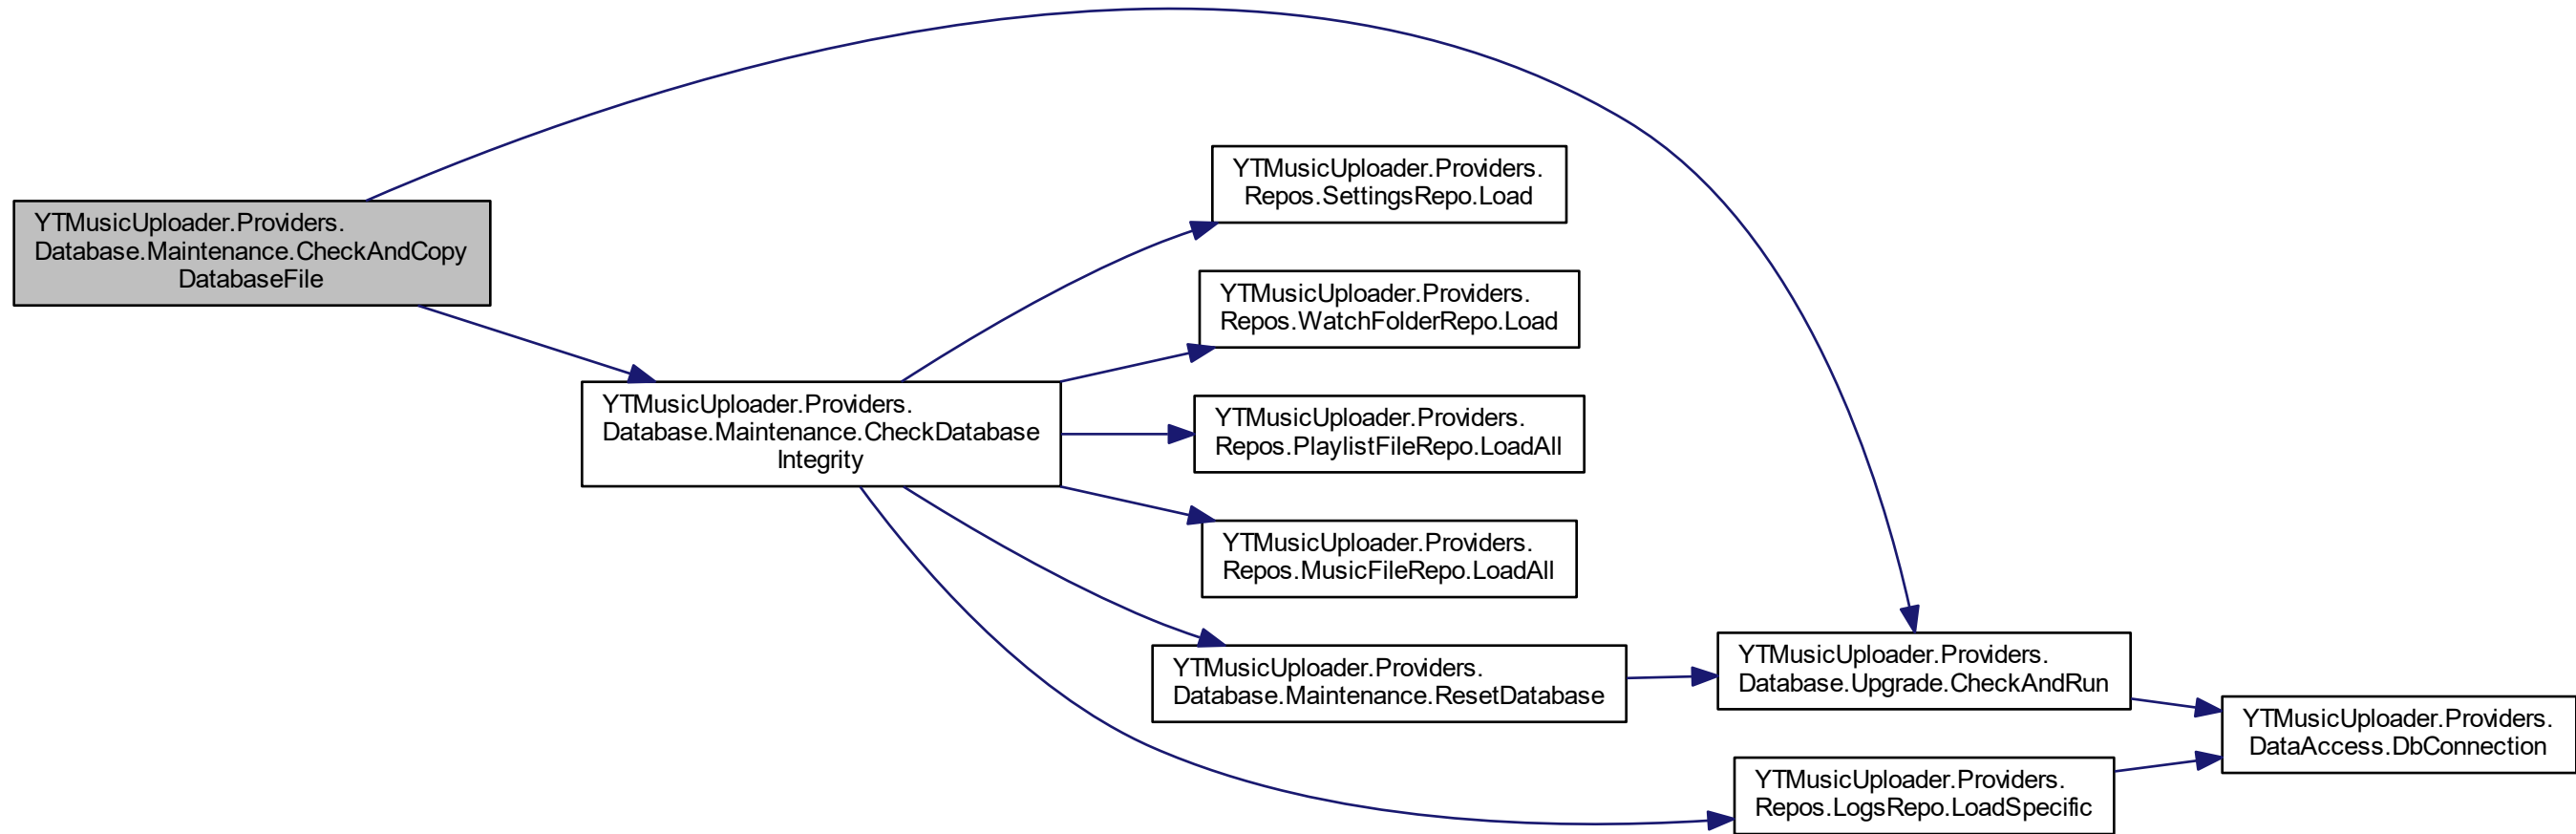 YTMusicUploader.Providers.
Database.Maintenance.CheckAndCopy
DatabaseFile
YTMusicUploader.Providers.
Database.Maintenance.CheckDatabase
Integrity
YTMusicUploader.Providers.
Repos.SettingsRepo.Load
YTMusicUploader.Providers.
Repos.WatchFolderRepo.Load
YTMusicUploader.Providers.
Repos.PlaylistFileRepo.LoadAll
YTMusicUploader.Providers.
Repos.MusicFileRepo.LoadAll
YTMusicUploader.Providers.
Database.Maintenance.ResetDatabase
YTMusicUploader.Providers.
Database.Upgrade.CheckAndRun
YTMusicUploader.Providers.
Repos.LogsRepo.LoadSpecific
YTMusicUploader.Providers.
DataAccess.DbConnection